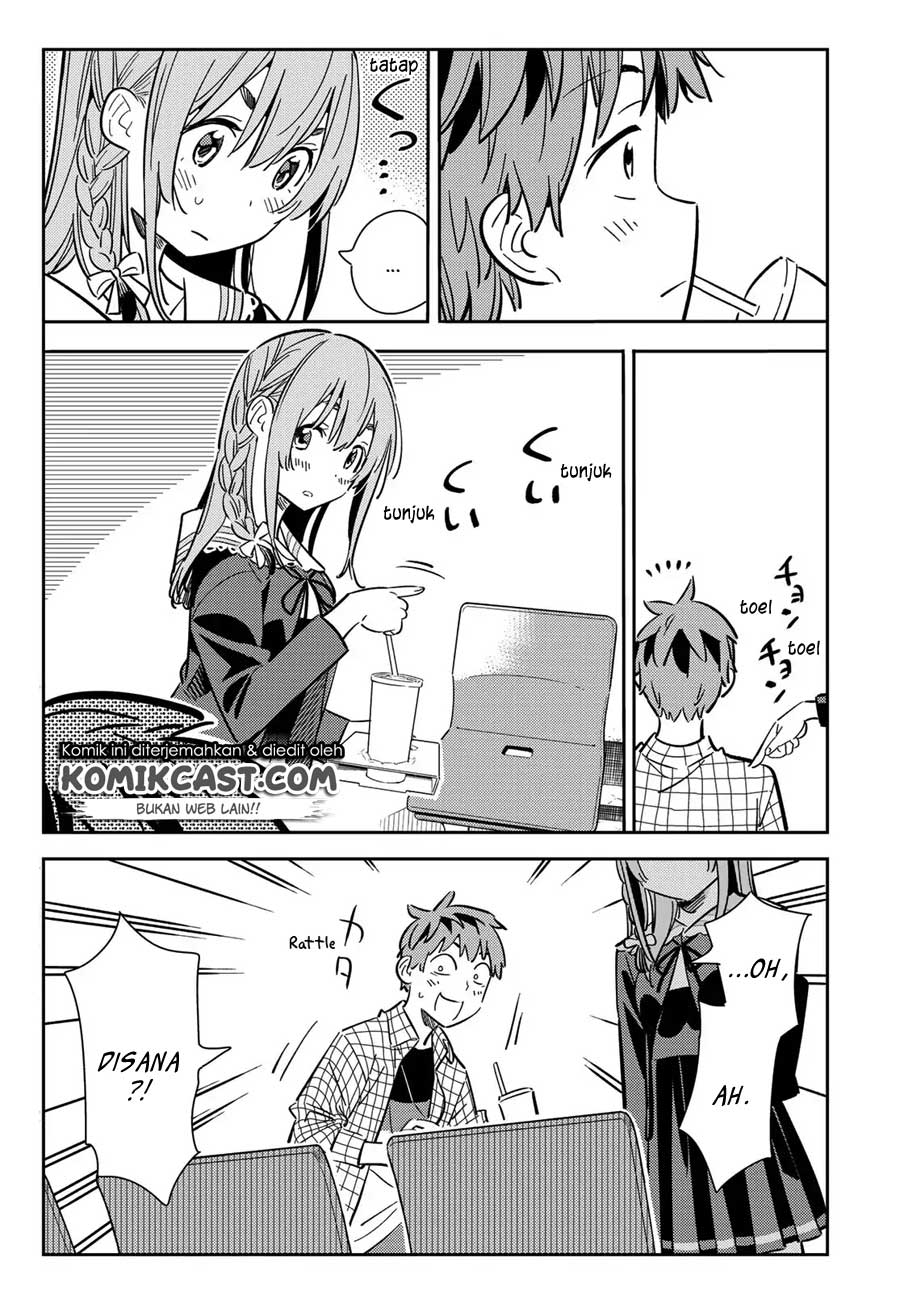 tatap
くっ…
...
チョン
toel
チョン
toel
くい
tunjuk
くい
tunjuk
Komik ini diterjemahkan & diedit oleh
KOMIKCAST.COM
BUKAN WEB LAIN!!
...OH,
AH.
ガタ
Rattle
DISANA
?!